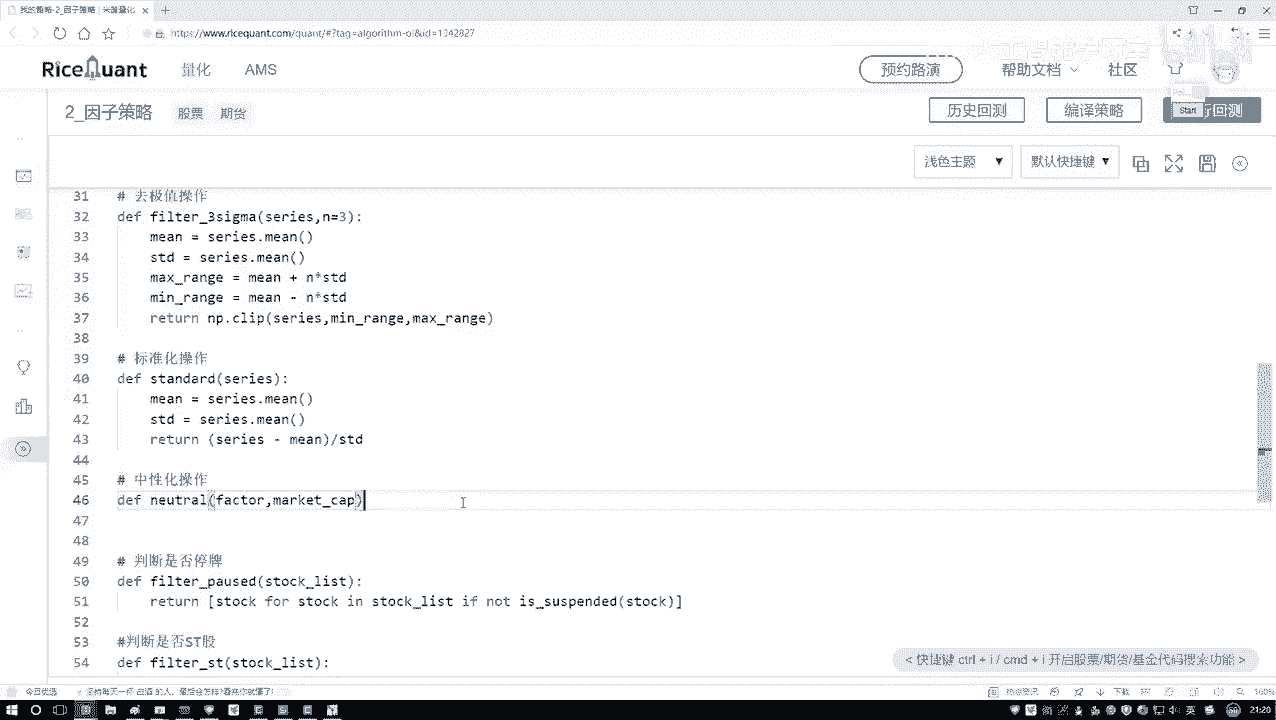 我的策略-2_因子策略 | 米筐量化
https://www.ricequant.com/quant/#?tag=algorithm-ol&id=1342827
RiceQuant 量化 AMS 预约路演 帮助文档 社区
2_因子策略 股票 期货 历史回测 编译策略 Start 行回测
浅色主题 默认快捷键
31 # 去极值操作
32 def filter_3sigma(series,n=3):
33 mean = series.mean()
34 std = series.mean()
35 max_range = mean + n*std
36 min_range = mean - n*std
37 return np.clip(series,min_range,max_range)
38
39 # 标准化操作
40 def standard(series):
41 mean = series.mean()
42 std = series.mean()
43 return (series - mean)/std
44
45 # 中性化操作
46 def neutral(factor,market_cap)
47
48
49 # 判断是否停牌
50 def filter_paused(stock_list):
51 return [stock for stock in stock_list if not is_suspended(stock)]
52
53 #判断是否ST股
54 def filter_st(stock_list):
< 快捷键 ctrl + i / cmd + i 开启股票/期货/基金代码搜索功能 >
今日优选
下载 160%
英 21:20